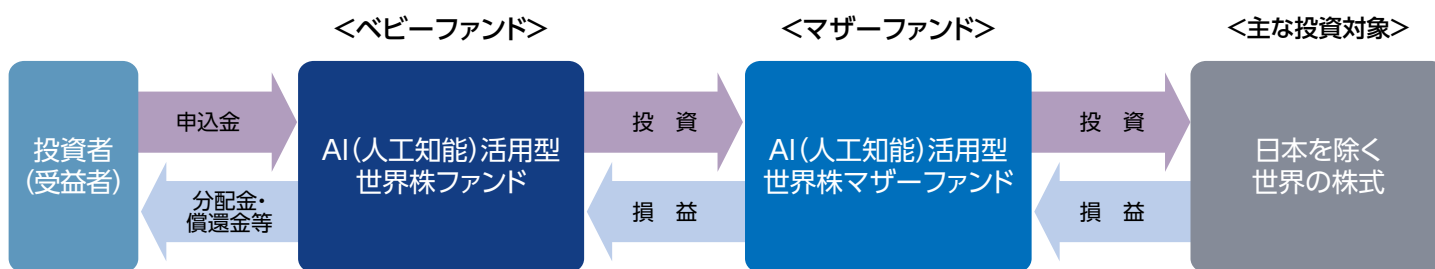 <ベビーファンド>
<マザーファンド>
<主な投資対象>
投資者
(受益者)
申込金
分配金・
償還金等
AI(人工知能)活用型
世界株ファンド
投 資
損 益
AI(人工知能)活用型
世界株マザーファンド
投 資
損 益
日本を除く
世界の株式